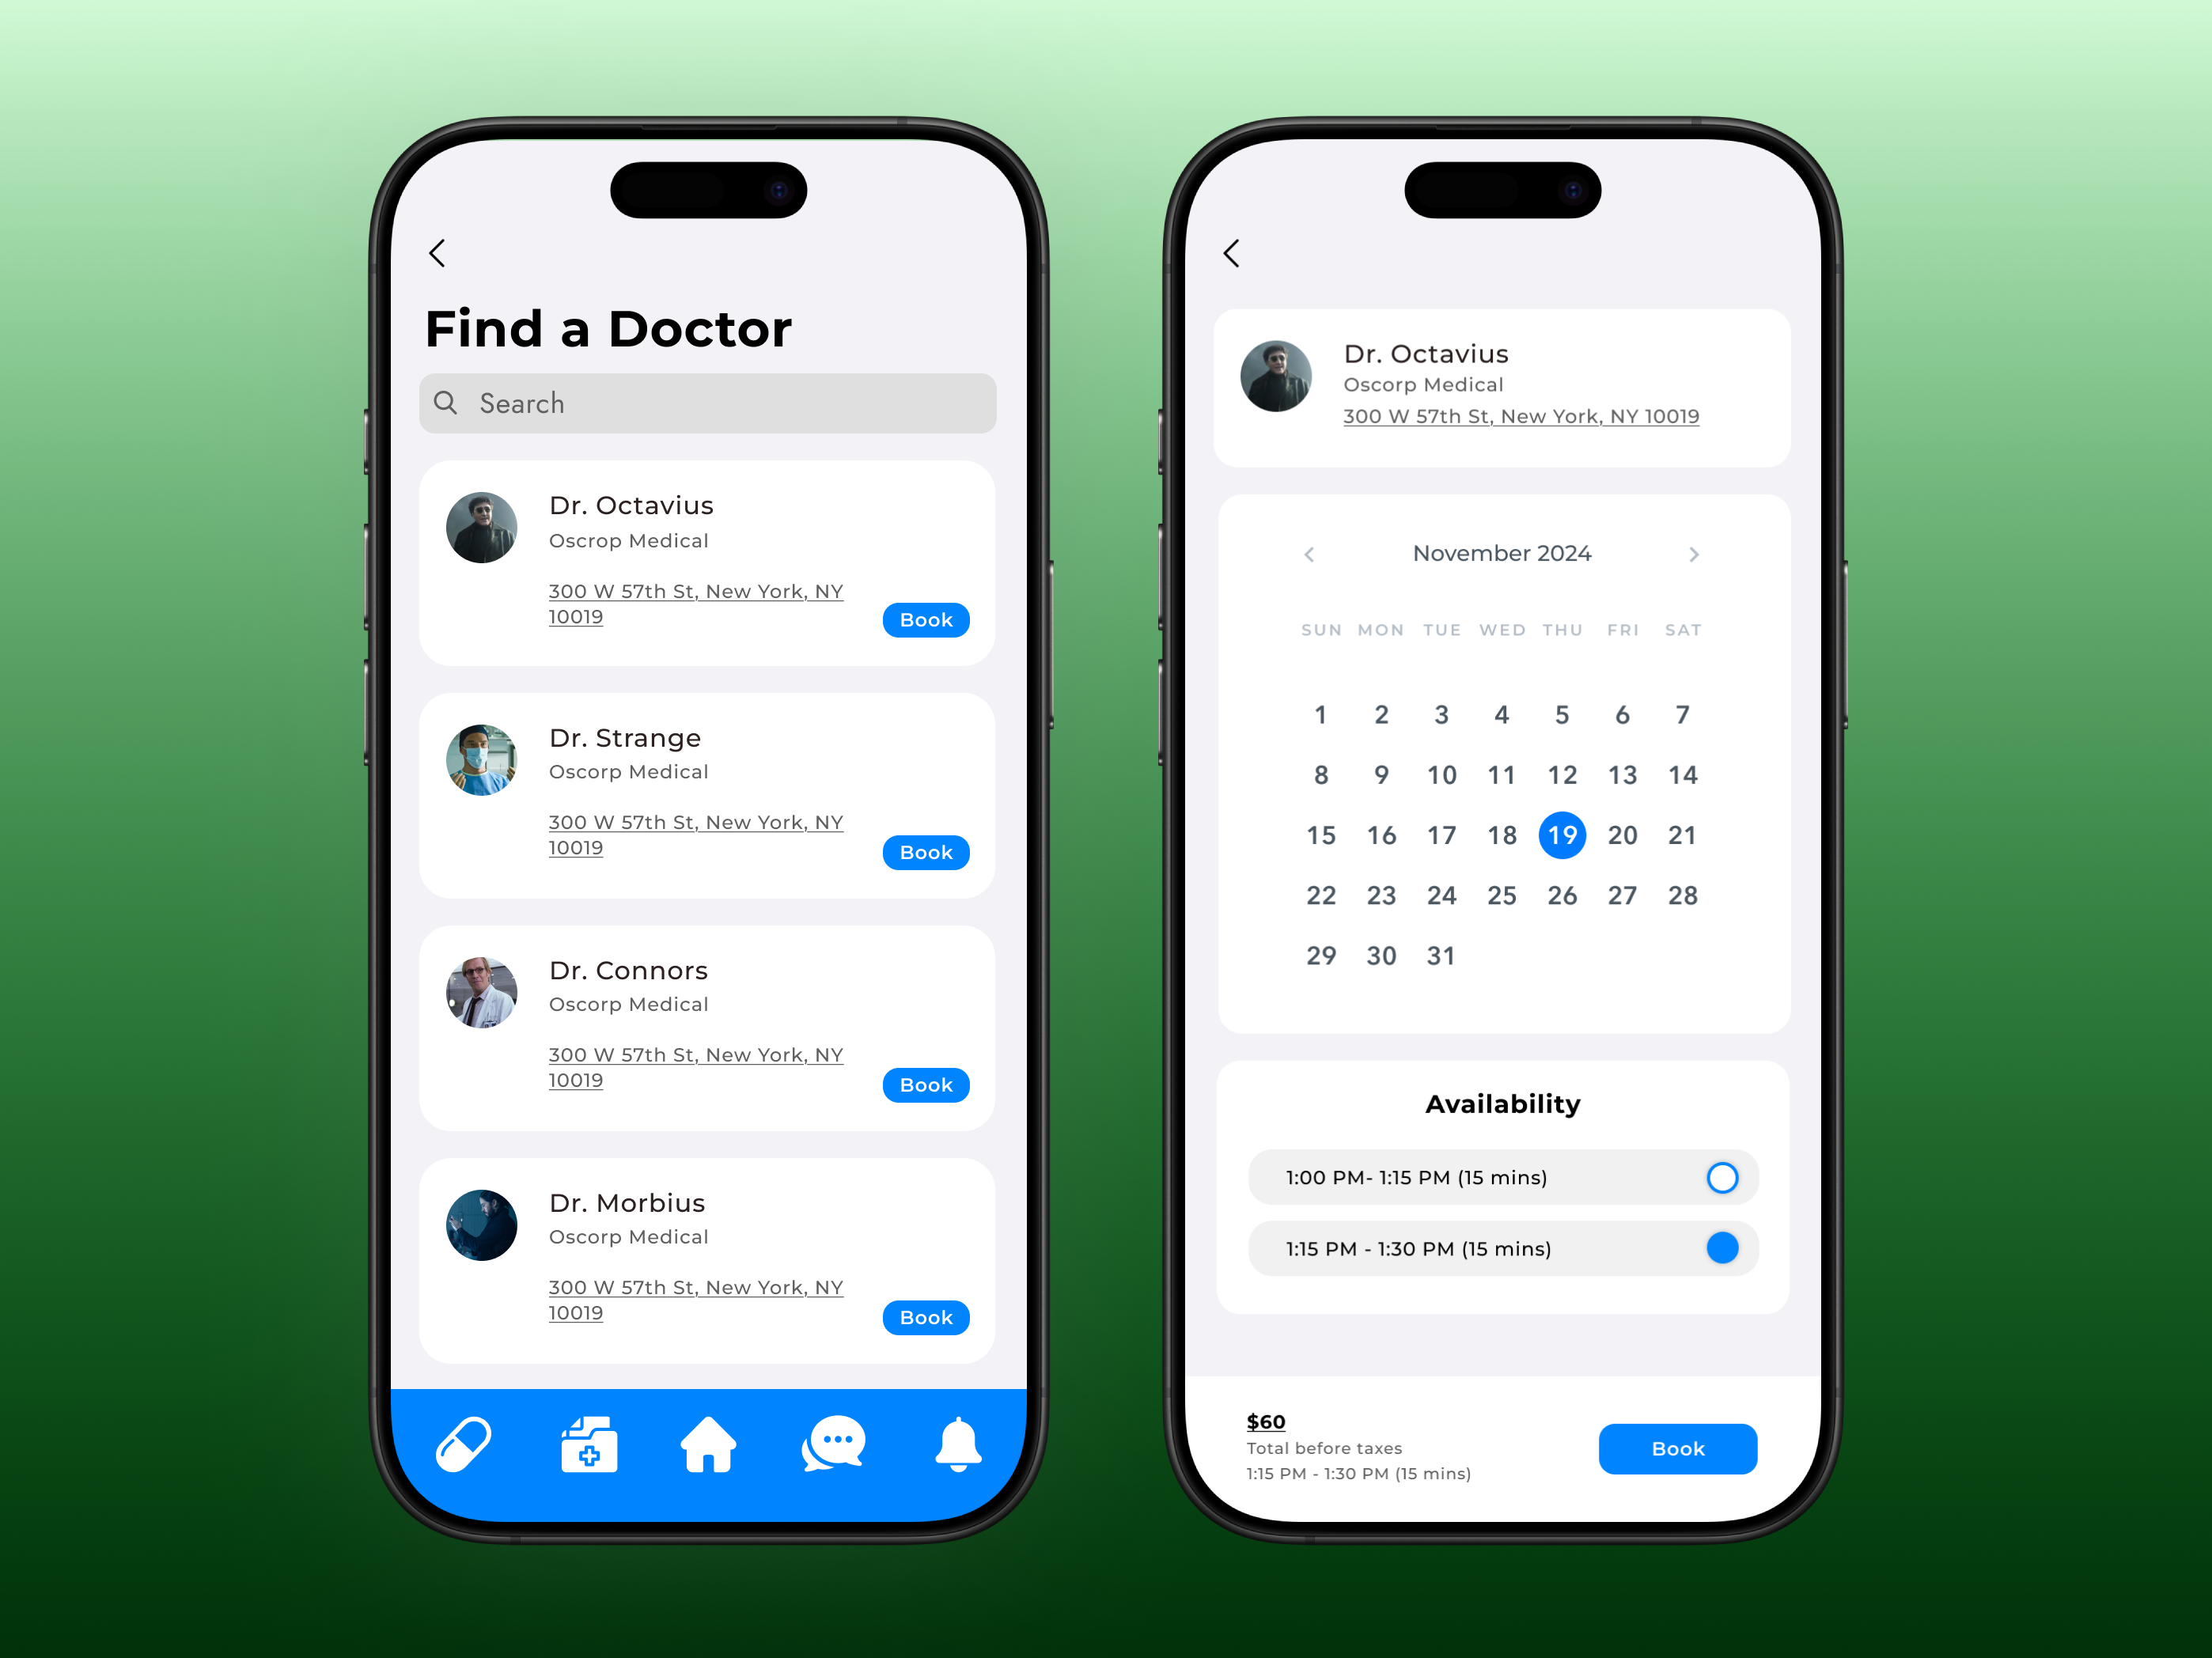 Find a Doctor
Search
Dr. Octavius
Oscrop Medical
300 W 57th St, New York, NY
10019
Book
Dr. Strange
Oscorp Medical
300 W 57th St, New York, NY
10019
Book
Dr. Connors
Oscorp Medical
300 W 57th St, New York, NY
10019
Book
Dr. Morbius
Oscorp Medical
300 W 57th St, New York, NY
10019
Book
Dr. Octavius
Oscorp Medical
300 W 57th St, New York, NY 10019
November 2024
SUN MON TUE WED THU FRI SAT
1 2 3 4 5 6 7
8 9 10 11 12 13 14
15 16 17 18 19 20 21
22 23 24 25 26 27 28
29 30 31
Availability
1:00 PM- 1:15 PM (15 mins)
1:15 PM - 1:30 PM (15 mins)
$60
Total before taxes
1:15 PM - 1:30 PM (15 mins)
Book